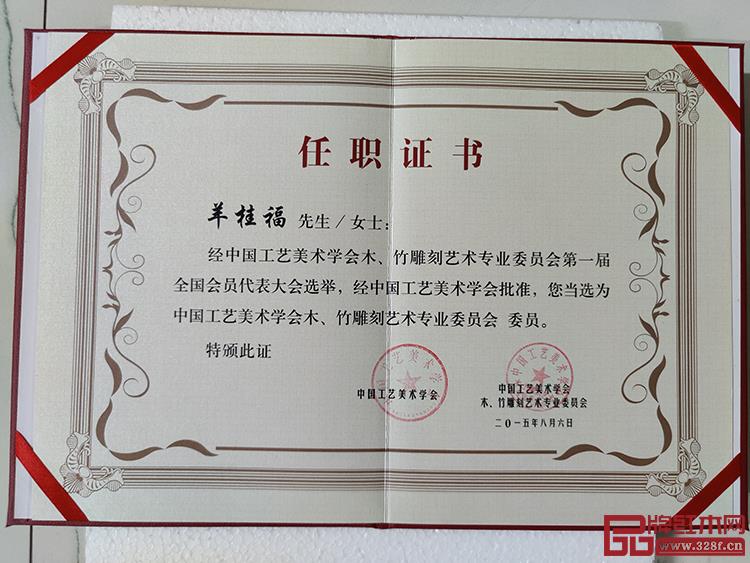 任职证书
羊桂福 先生/女士：
经中国工艺美术学会木、竹雕刻艺术专业委员会第一届
全国会员代表大会选举，经中国工艺美术学会批准，您当选为
中国工艺美术学会木、竹雕刻艺术专业委员会 委员。
特颁此证
中国工艺美术学会
中国工艺美术学会
木、竹雕刻艺术专业委员会
二〇一五年八月六日
品牌红木网
www.328f.cn